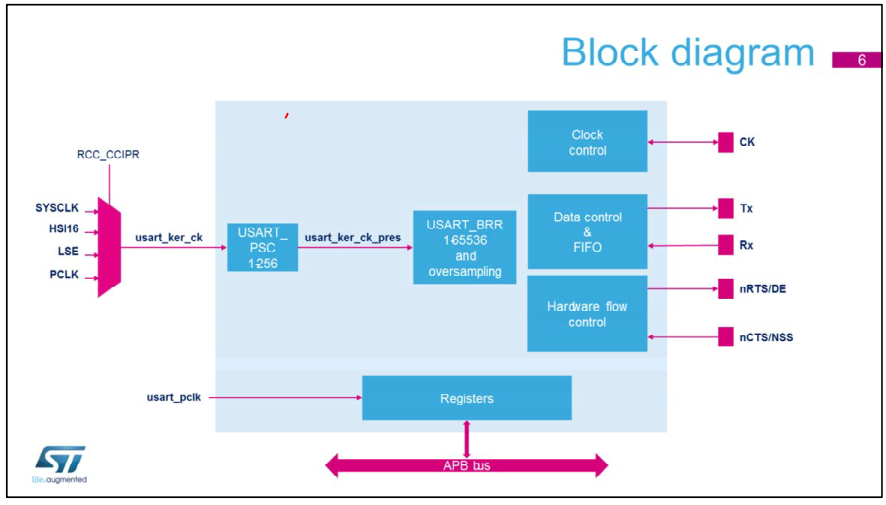 Block diagram
6
RCC_CCIPR
SYSCLK
HSI16
LSE
PCLK
usart_ker_ck
USART_
PSC
1-256
usart_ker_ck_pres
USART_BRR
1-65536
and
oversampling
Clock
control
CK
Data control
&
FIFO
Tx
Rx
Hardware flow
control
nRTS/DE
nCTS/NSS
usart_pclk
Registers
APB bus
ST
life.augmented